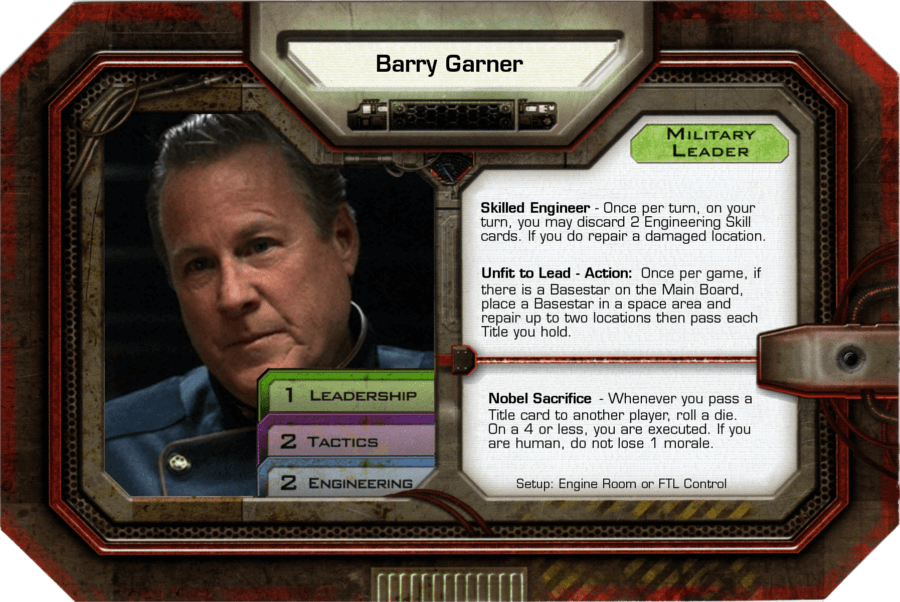 Barry Garner
Military
Leader
Skilled Engineer - Once per turn, on your
turn, you may discard 2 Engineering Skill
cards. If you do repair a damaged location.
Unfit to Lead - Action: Once per game, if
there is a Basestar on the Main Board,
place a Basestar in a space area and
repair up to two locations then pass each
Title you hold.
1 Leadership
2 Tactics
2 Engineering
Nobel Sacrifice - Whenever you pass a
Title card to another player, roll a die.
On a 4 or less, you are executed. If you
are human, do not lose 1 morale.
Setup: Engine Room or FTL Control